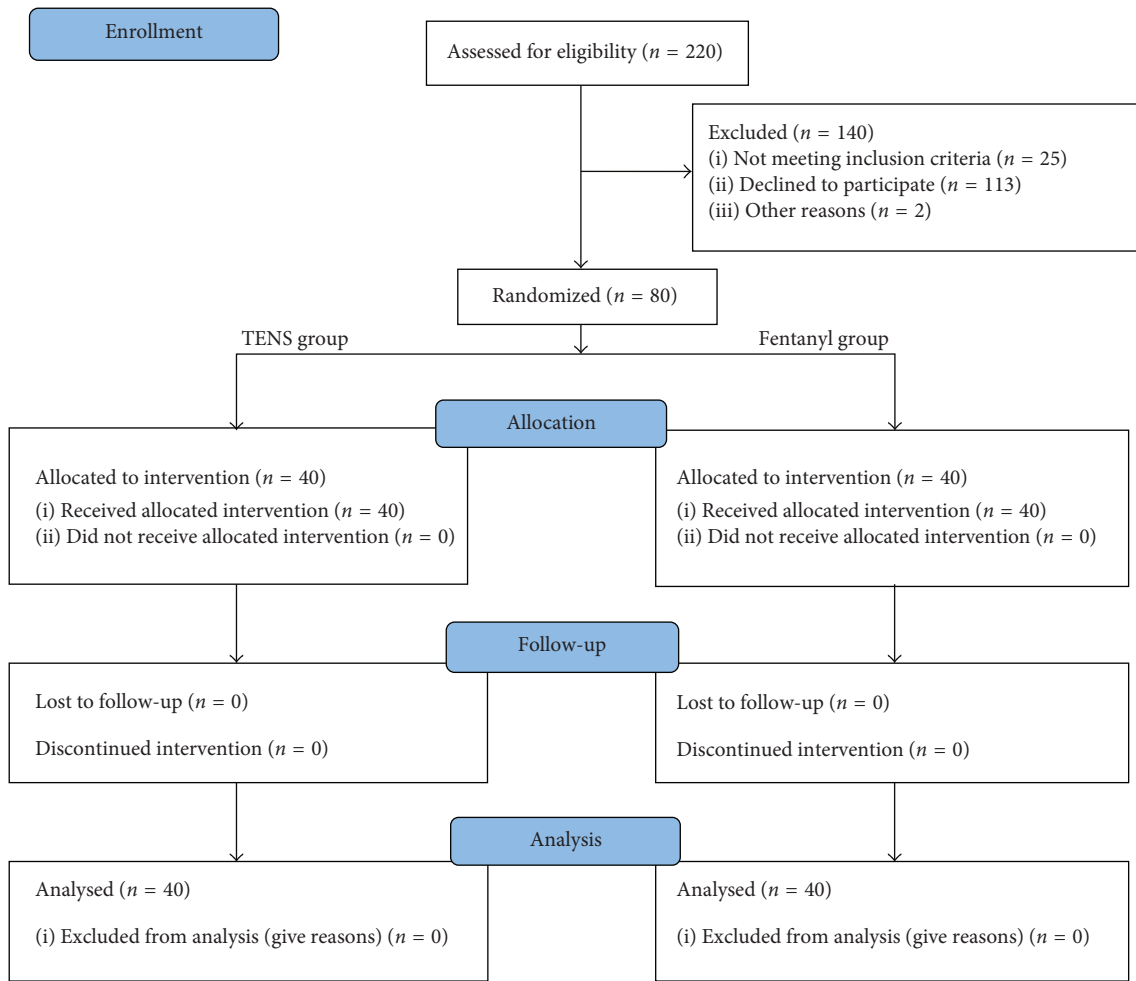 Enrollment
Assessed for eligibility (n = 220)
Excluded (n = 140)
(i) Not meeting inclusion criteria (n = 25)
(ii) Declined to participate (n = 113)
(iii) Other reasons (n = 2)
Randomized (n = 80)
TENS group
Fentanyl group
Allocation
Allocated to intervention (n = 40)
(i) Received allocated intervention (n = 40)
(ii) Did not receive allocated intervention (n = 0)
Allocated to intervention (n = 40)
(i) Received allocated intervention (n = 40)
(ii) Did not receive allocated intervention (n = 0)
Follow-up
Lost to follow-up (n = 0)
Discontinued intervention (n = 0)
Lost to follow-up (n = 0)
Discontinued intervention (n = 0)
Analysis
Analysed (n = 40)
(i) Excluded from analysis (give reasons) (n = 0)
Analysed (n = 40)
(i) Excluded from analysis (give reasons) (n = 0)